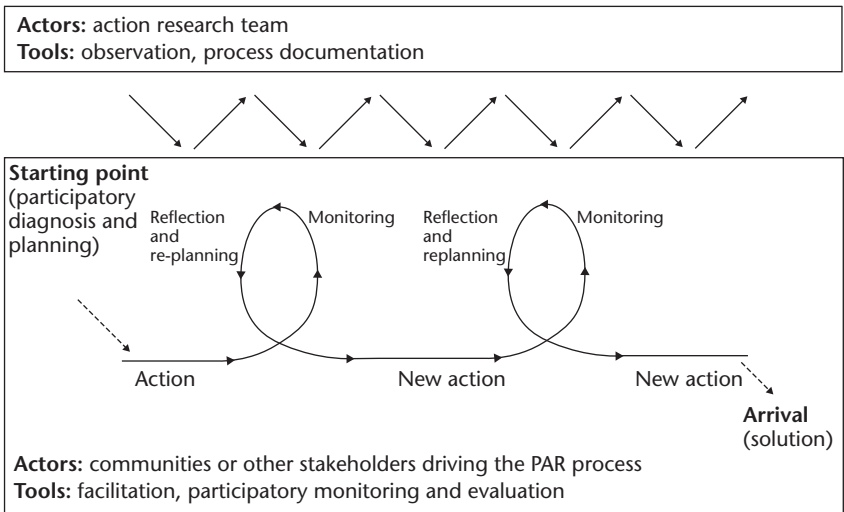 Actors: action research team
Tools: observation, process documentation
Starting point
(participatory
diagnosis and
planning)
Reflection
and
re-planning
Monitoring
Reflection
and
replanning
Monitoring
Action
New action
New action
Arrival
(solution)
Actors: communities or other stakeholders driving the PAR process
Tools: facilitation, participatory monitoring and evaluation